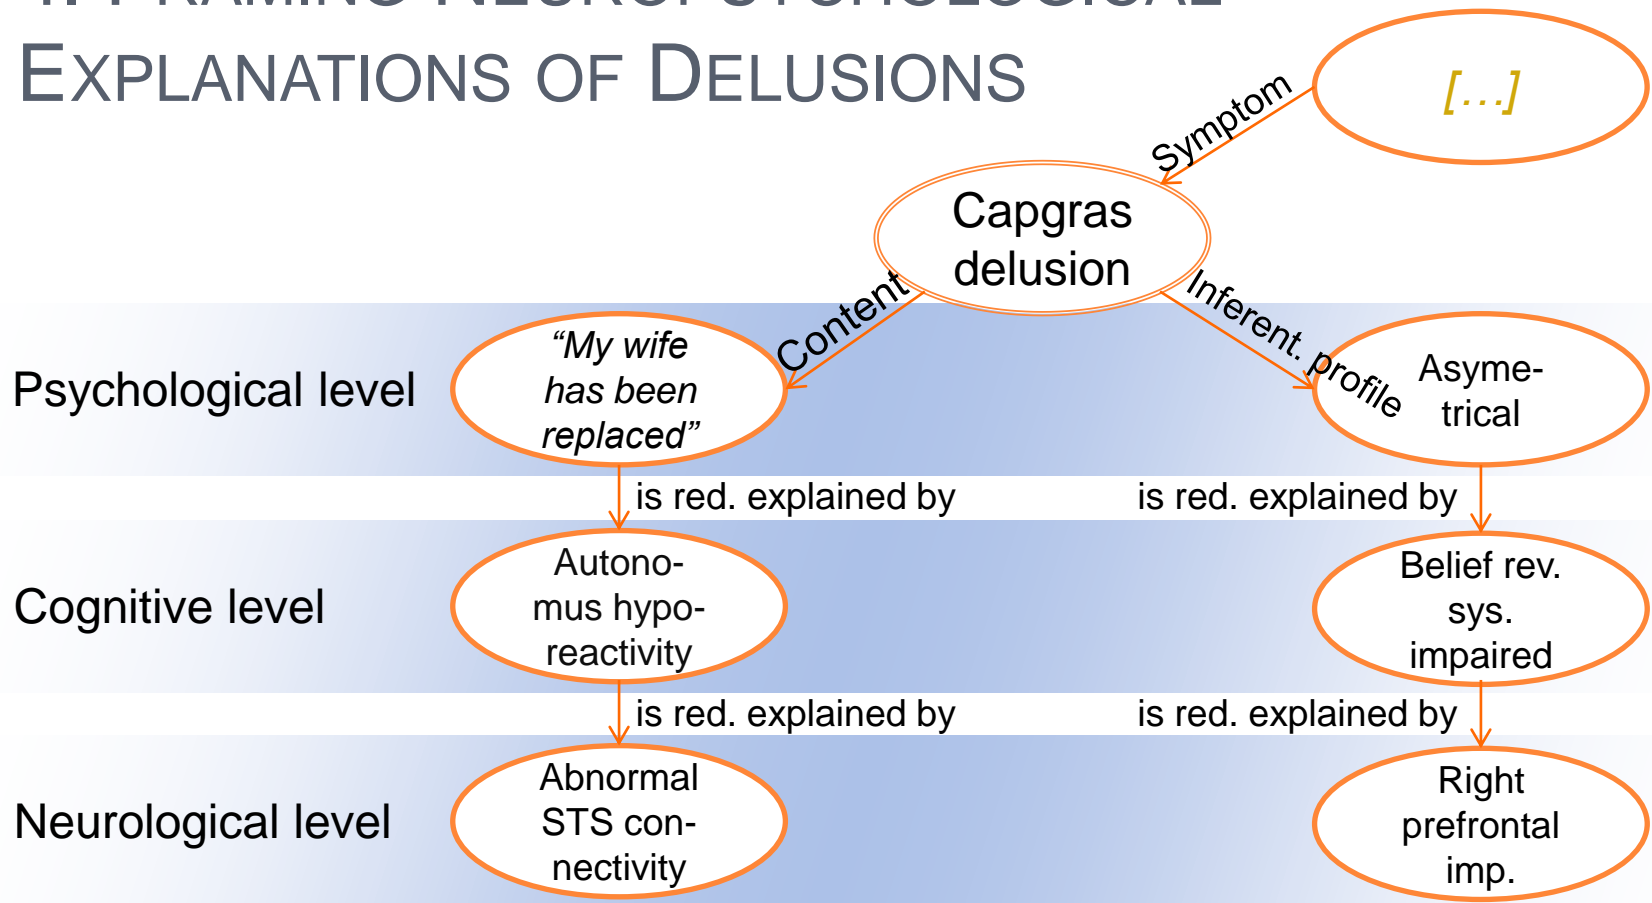 EXPLANATIONS OF DELUSIONS
[…]
Symptom
Capgras
delusion
Content
Inferent. profile
Psychological level
“My wife
has been
replaced”
Asyme-
trical
is red. explained by
is red. explained by
Cognitive level
Autono-
mus hypo-
reactivity
Belief rev.
sys.
impaired
is red. explained by
is red. explained by
Neurological level
Abnormal
STS con-
nectivity
Right
prefrontal
imp.